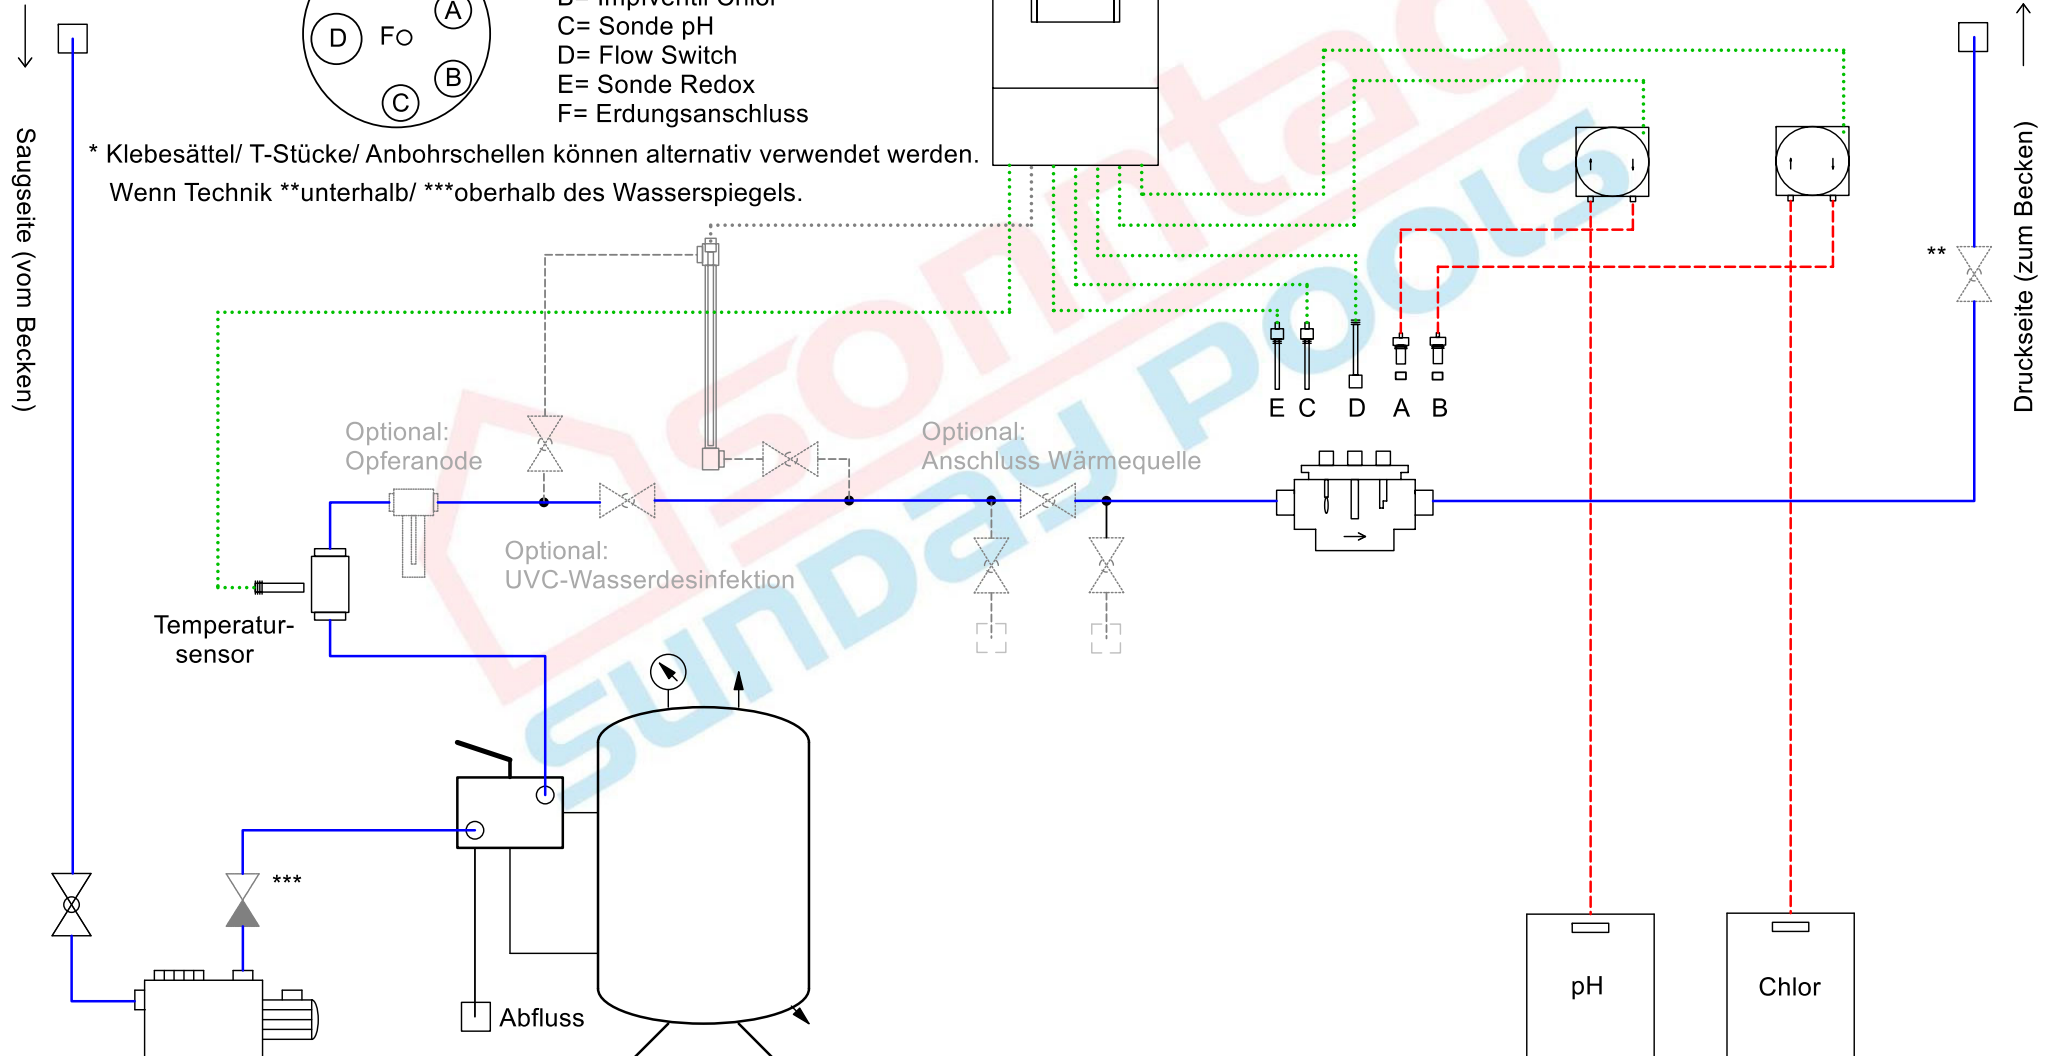 A
D
F
B
C
B= Impfventil Chlor
C= Sonde pH
D= Flow Switch
E= Sonde Redox
F= Erdungsanschluss
* Klebesättel/ T-Stücke/ Anbohrschellen können alternativ verwendet werden.
Wenn Technik **unterhalb/ ***oberhalb des Wasserspiegels.
Saugseite (vom Becken)
Druckseite (zum Becken)
**
E C D A B
Optional:
Opferanode
Optional:
Anschluss Wärmequelle
Optional:
UVC-Wasserdesinfektion
Temperatur-
sensor
***
Abfluss
pH
Chlor
sonntag
sunday pools